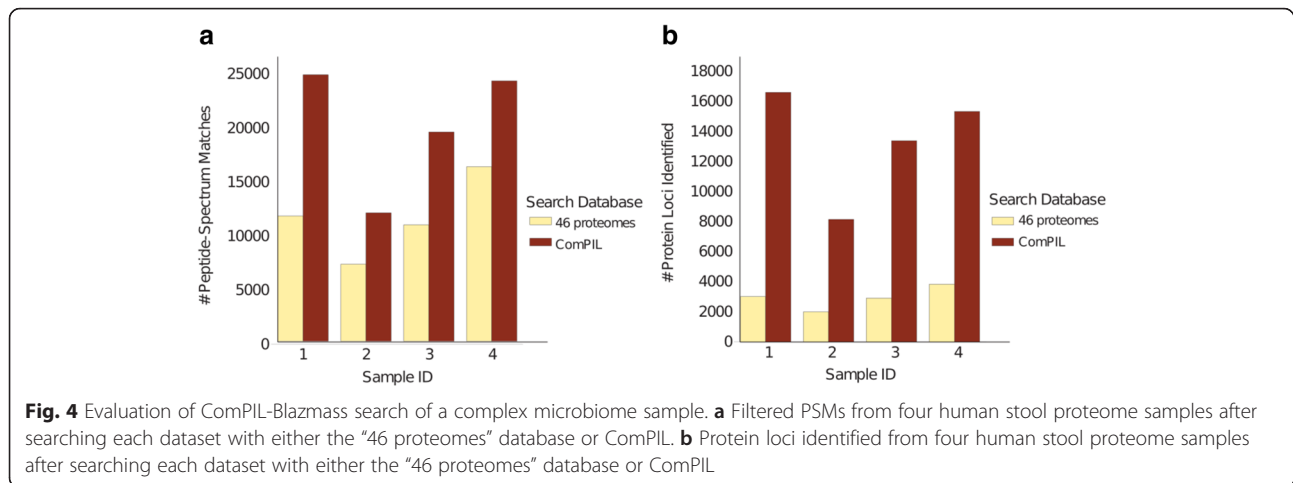 a
25000
20000
15000
10000
5000
0
#Peptide-Spectrum Matches
1 2 3 4
Sample ID
Search Database
46 proteomes
ComPIL
b
18000
16000
14000
12000
10000
8000
6000
4000
2000
0
#Protein Loci Identified
1 2 3 4
Sample ID
Search Database
46 proteomes
ComPIL
Fig. 4 Evaluation of ComPIL-Blazmass search of a complex microbiome sample. a Filtered PSMs from four human stool proteome samples after
searching each dataset with either the “46 proteomes” database or ComPIL. b Protein loci identified from four human stool proteome samples
after searching each dataset with either the “46 proteomes” database or ComPIL